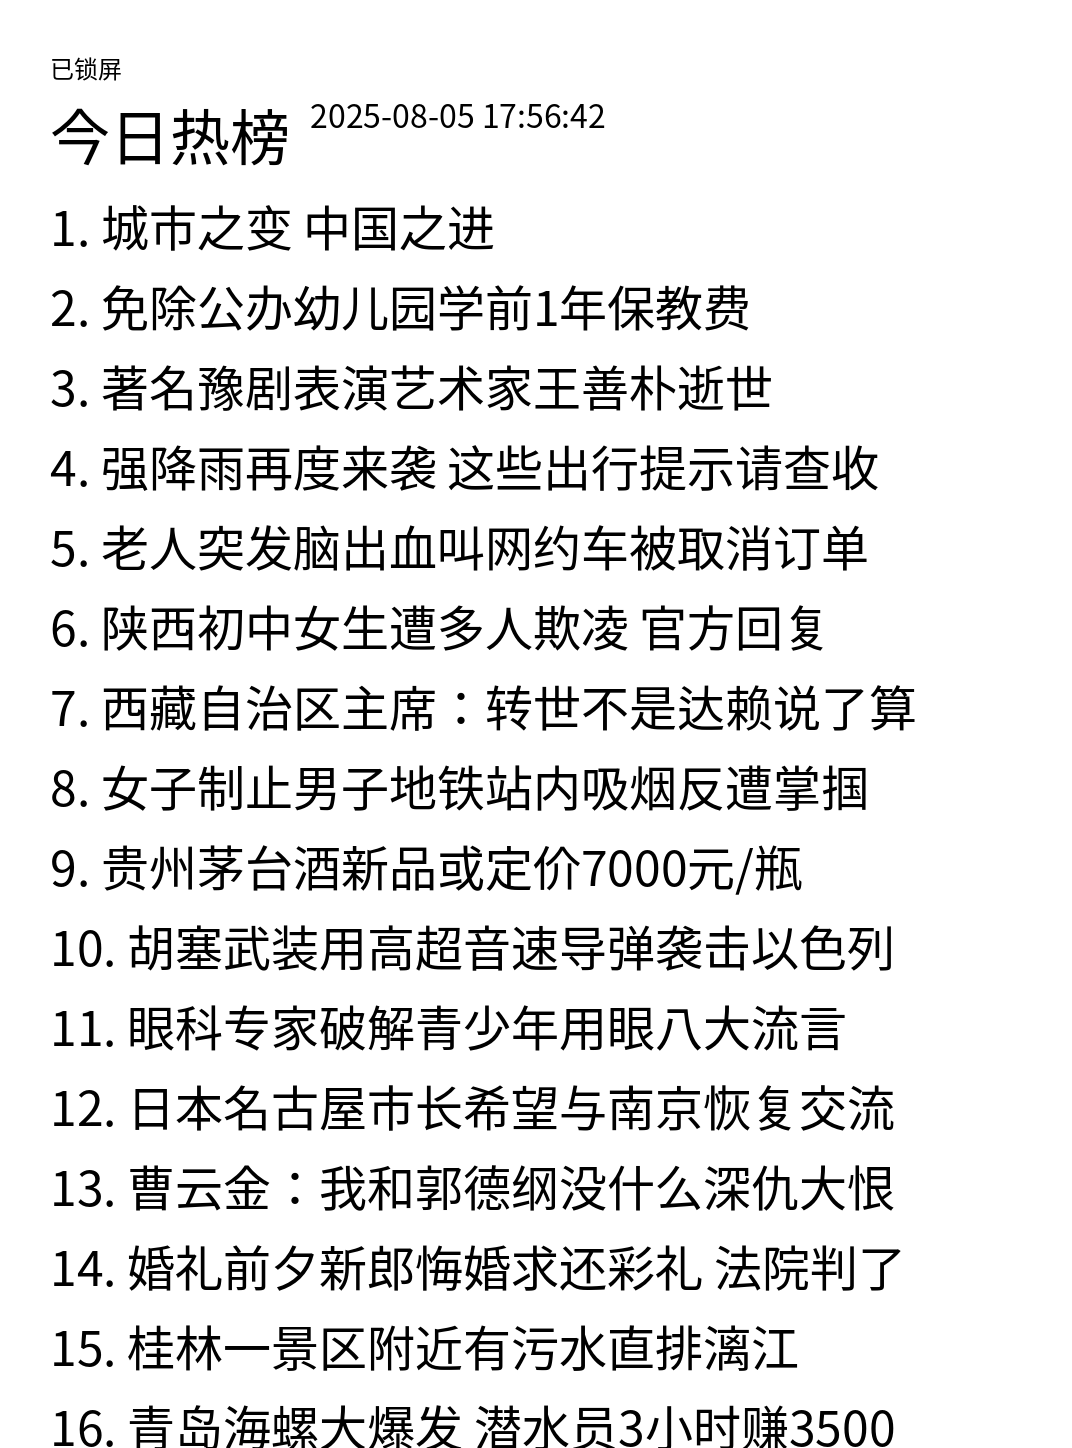 已锁屏
今日热榜 2025-08-05 17:56:42
1. 城市之变 中国之进
2. 免除公办幼儿园学前1年保教费
3. 著名豫剧表演艺术家王善朴逝世
4. 强降雨再度来袭 这些出行提示请查收
5. 老人突发脑出血叫网约车被取消订单
6. 陕西初中女生遭多人欺凌 官方回复
7. 西藏自治区主席：转世不是达赖说了算
8. 女子制止男子地铁站内吸烟反遭掌掴
9. 贵州茅台酒新品或定价7000元/瓶
10. 胡塞武装用高超音速导弹袭击以色列
11. 眼科专家破解青少年用眼八大流言
12. 日本名古屋市长希望与南京恢复交流
13. 曹云金：我和郭德纲没什么深仇大恨
14. 婚礼前夕新郎悔婚求还彩礼 法院判了
15. 桂林一景区附近有污水直排漓江
16. 青岛海螺大爆发 潜水员3小时赚3500